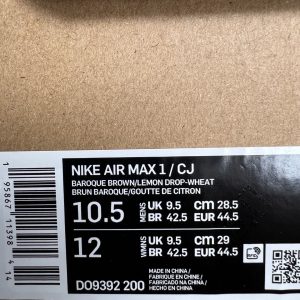 NIKE AIR MAX 1 / CJ
BAROQUE BROWN/LEMON DROP-WHEAT
BRUN BAROQUE/GOUTTE DE CITRON
10.5 MENS UK 9.5 CM 28.5
BR 42.5 EUR 44.5
12 WMNS UK 9.5 CM 29
BR 42.5 EUR 44.5
DO9392 200
MADE IN CHINA /
FABRIQUE EN CHINE /
FABRICADO NA CHINA /
HECHO EN CHINA
1 95867 11398 4 14